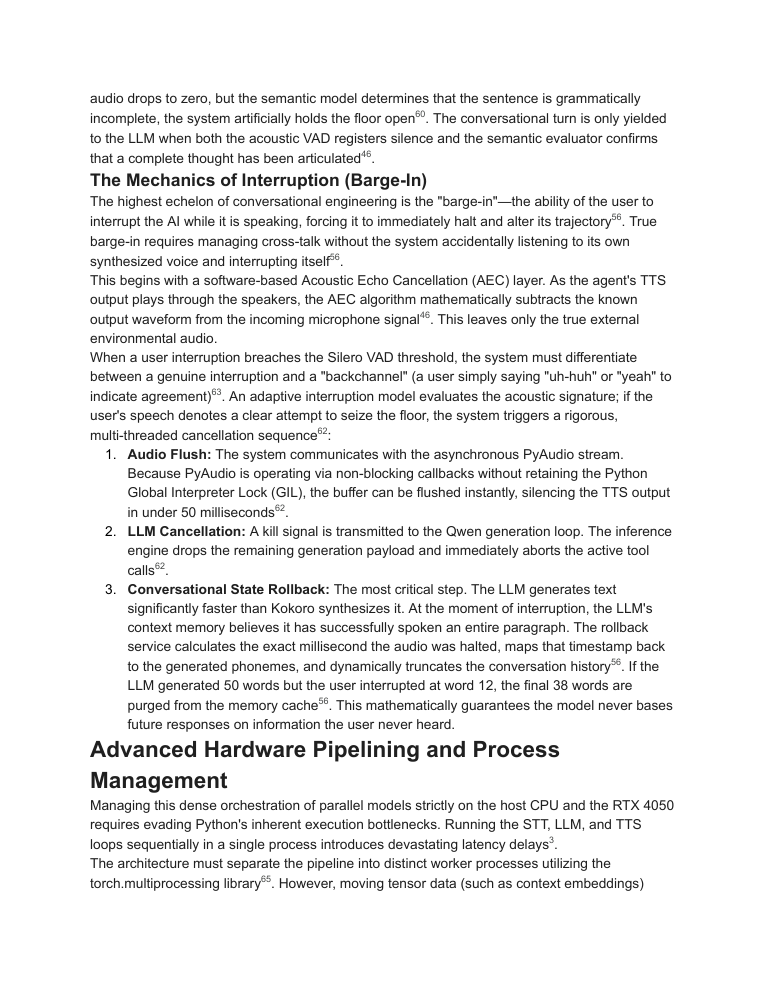 audio drops to zero, but the semantic model determines that the sentence is grammatically
incomplete, the system artificially holds the floor open60. The conversational turn is only yielded
to the LLM when both the acoustic VAD registers silence and the semantic evaluator confirms
that a complete thought has been articulated46.
The Mechanics of Interruption (Barge-In)
The highest echelon of conversational engineering is the "barge-in"—the ability of the user to
interrupt the AI while it is speaking, forcing it to immediately halt and alter its trajectory56. True
barge-in requires managing cross-talk without the system accidentally listening to its own
synthesized voice and interrupting itself56.
This begins with a software-based Acoustic Echo Cancellation (AEC) layer. As the agent's TTS
output plays through the speakers, the AEC algorithm mathematically subtracts the known
output waveform from the incoming microphone signal46. This leaves only the true external
environmental audio.
When a user interruption breaches the Silero VAD threshold, the system must differentiate
between a genuine interruption and a "backchannel" (a user simply saying "uh-huh" or "yeah" to
indicate agreement)63. An adaptive interruption model evaluates the acoustic signature; if the
user's speech denotes a clear attempt to seize the floor, the system triggers a rigorous,
multi-threaded cancellation sequence62:
1. Audio Flush: The system communicates with the asynchronous PyAudio stream.
Because PyAudio is operating via non-blocking callbacks without retaining the Python
Global Interpreter Lock (GIL), the buffer can be flushed instantly, silencing the TTS output
in under 50 milliseconds62.
2. LLM Cancellation: A kill signal is transmitted to the Qwen generation loop. The inference
engine drops the remaining generation payload and immediately aborts the active tool
calls62.
3. Conversational State Rollback: The most critical step. The LLM generates text
significantly faster than Kokoro synthesizes it. At the moment of interruption, the LLM's
context memory believes it has successfully spoken an entire paragraph. The rollback
service calculates the exact millisecond the audio was halted, maps that timestamp back
to the generated phonemes, and dynamically truncates the conversation history56. If the
LLM generated 50 words but the user interrupted at word 12, the final 38 words are
purged from the memory cache56. This mathematically guarantees the model never bases
future responses on information the user never heard.
Advanced Hardware Pipelining and Process
Management
Managing this dense orchestration of parallel models strictly on the host CPU and the RTX 4050
requires evading Python's inherent execution bottlenecks. Running the STT, LLM, and TTS
loops sequentially in a single process introduces devastating latency delays3.
The architecture must separate the pipeline into distinct worker processes utilizing the
torch.multiprocessing library65. However, moving tensor data (such as context embeddings)